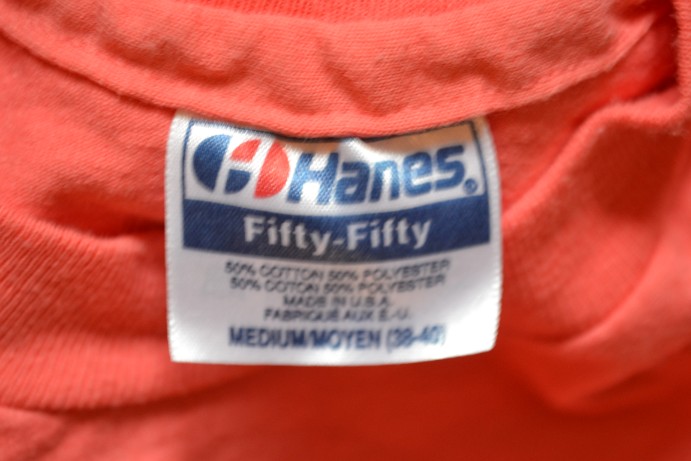 Hanes®
Fifty-Fifty
50% COTTON 50% POLYESTER
50% COTON 50% POLYESTER
MADE IN U.S.A.
FABRIQUÉ AUX É.-U.
MEDIUM/MOYEN (38-40)